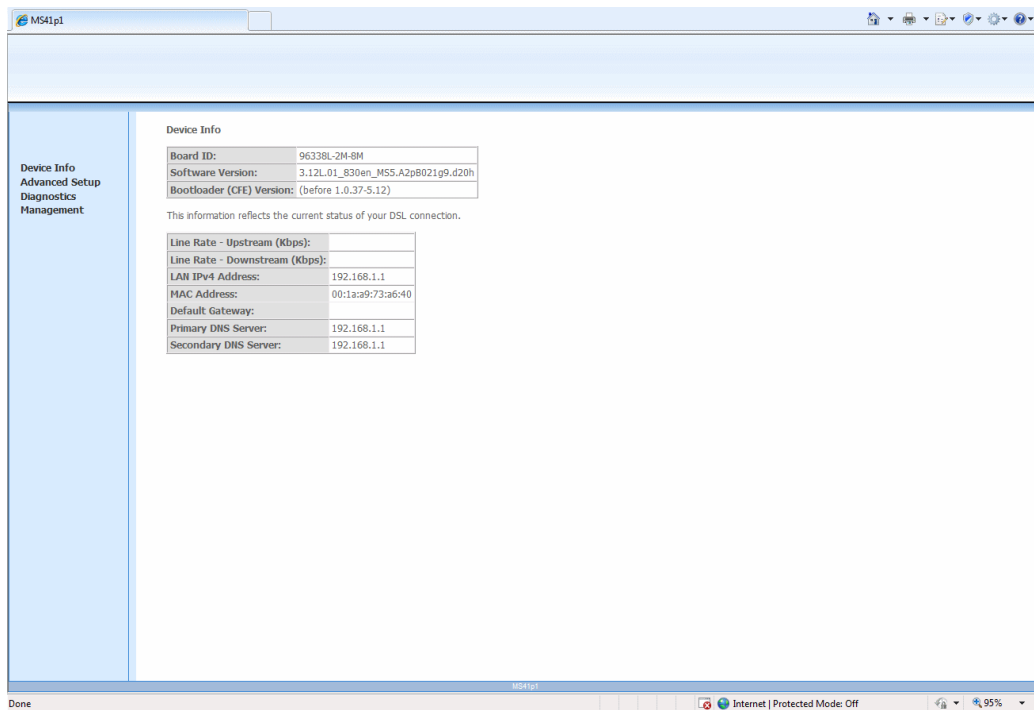 MS41p1
Device Info
Advanced Setup
Diagnostics
Management
Device Info
Board ID: 96338L-2M-8M
Software Version: 3.12L.01_830en_MS5.A2pB021g9.d20h
Bootloader (CFE) Version: (before 1.0.37-5.12)
This information reflects the current status of your DSL connection.
Line Rate - Upstream (Kbps):
Line Rate - Downstream (Kbps):
LAN IPv4 Address: 192.168.1.1
MAC Address: 00:1a:a9:73:a6:40
Default Gateway:
Primary DNS Server: 192.168.1.1
Secondary DNS Server: 192.168.1.1
MS41p1
Done
Internet | Protected Mode: Off
95%